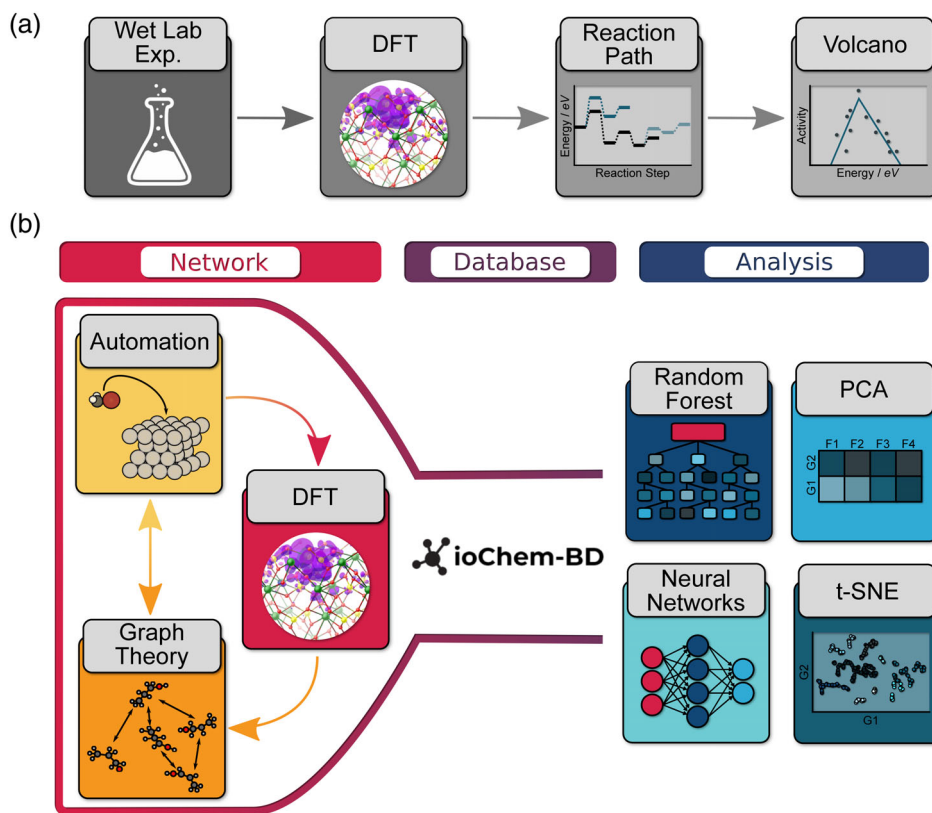 (a)
Wet Lab
Exp.
DFT
Reaction
Path
Energy / eV
Reaction Step
Volcano
Activity
Energy / eV
(b)
Network
Database
Analysis
Automation
DFT
Graph
Theory
ioChem-BD
Random
Forest
PCA
F1 F2 F3 F4
G2
G1
Neural
Networks
t-SNE
G2
G1